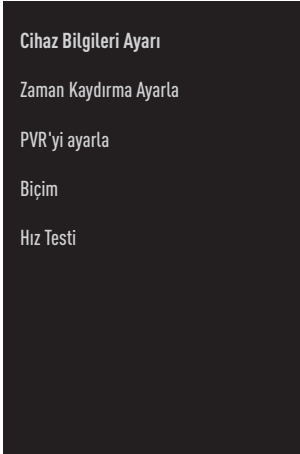 Cihaz Bilgileri Ayarı
Zaman Kaydırma Ayarla
PVR'yi ayarla
Biçim
Hız Testi